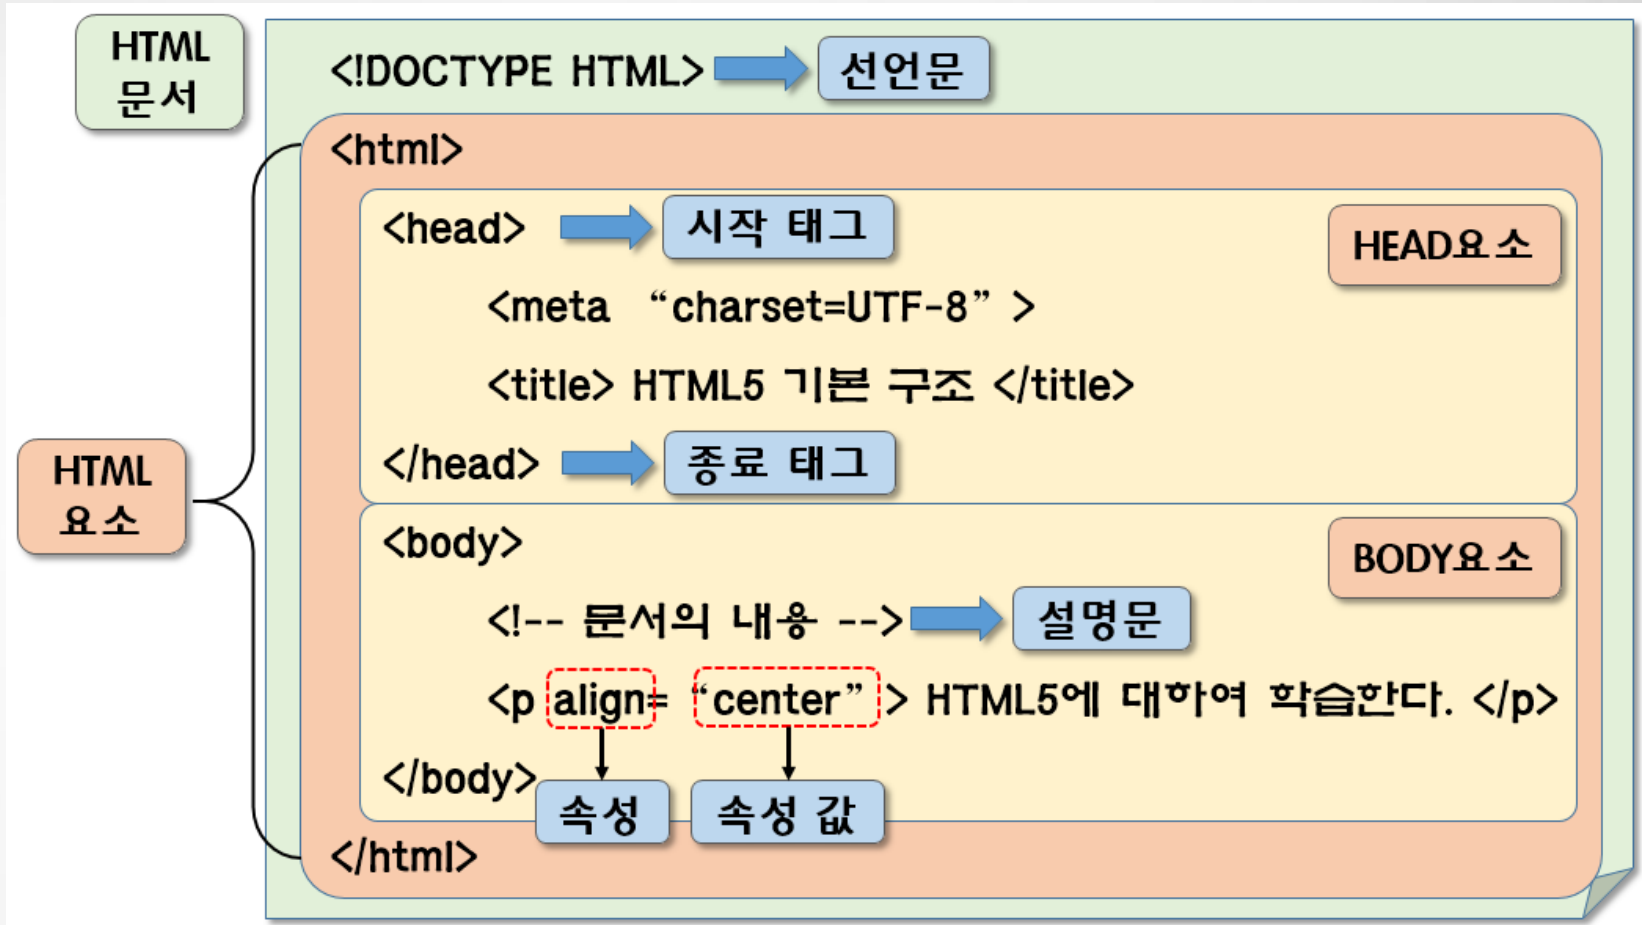 HTML
문서
<!DOCTYPE HTML> 선언문
<html>
<head> 시작 태그
HEAD요소
<meta “charset=UTF-8” >
<title> HTML5 기본 구조 </title>
</head> 종료 태그
HTML
요소
<body>
BODY요소
<!-- 문서의 내용 --> 설명문
<p align= “center” > HTML5에 대하여 학습한다. </p>
</body>
속성 속성 값
</html>